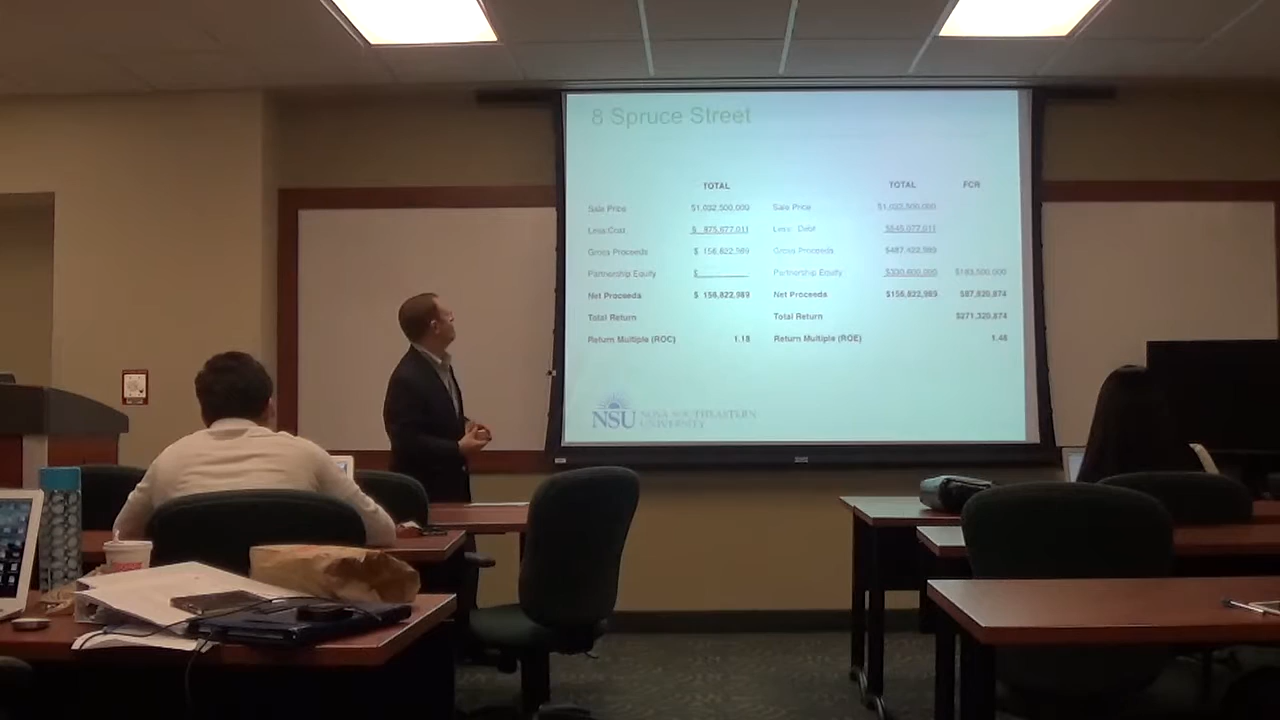 8 Spruce Street
TOTAL TOTAL FCR
Sale Price $1,032,500,000 Sale Price $1,032,500,000
Less Cost $ 875,677,011 Less: Debt $545,077,011
Gross Proceeds $ 156,822,989 Gross Proceeds $487,422,989
Partnership Equity $ Partnership Equity $330,600,000 $183,500,000
Net Proceeds $ 156,822,989 Net Proceeds $156,822,989 $87,820,874
Total Return Total Return $271,320,874
Return Multiple (ROC) 1.18 Return Multiple (ROE) 1.48
NSU NOVA SOUTHEASTERN
UNIVERSITY